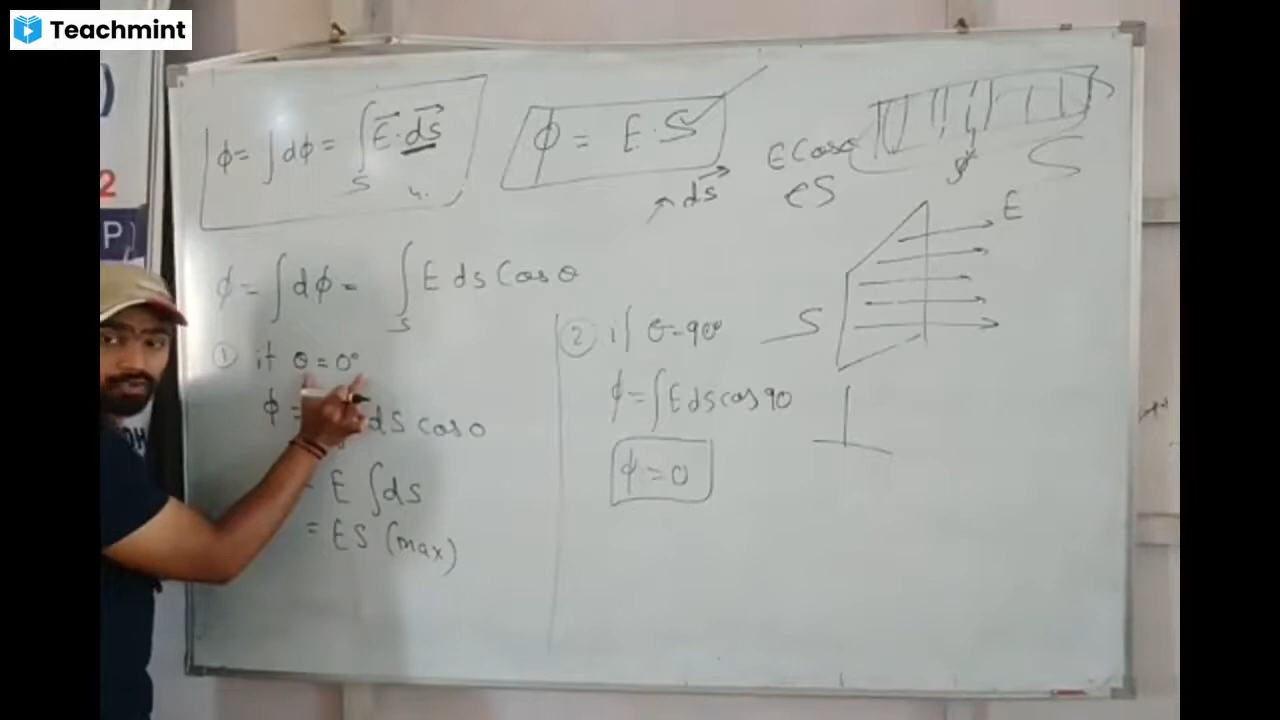 Teachmint
)
2
P)
ϕ = ∫dϕ = ∫ E⃗ · ds⃗
S
ϕ = E · S
ds⃗
E Cosθ
S
E
ϕ = ∫dϕ = ∫ E ds Cos θ
S
① if θ = 0°
ϕ = ds cos 0
= E ∫ds
= ES (max)
② if θ = 90°
ϕ = ∫E ds cos 90
ϕ = 0
S